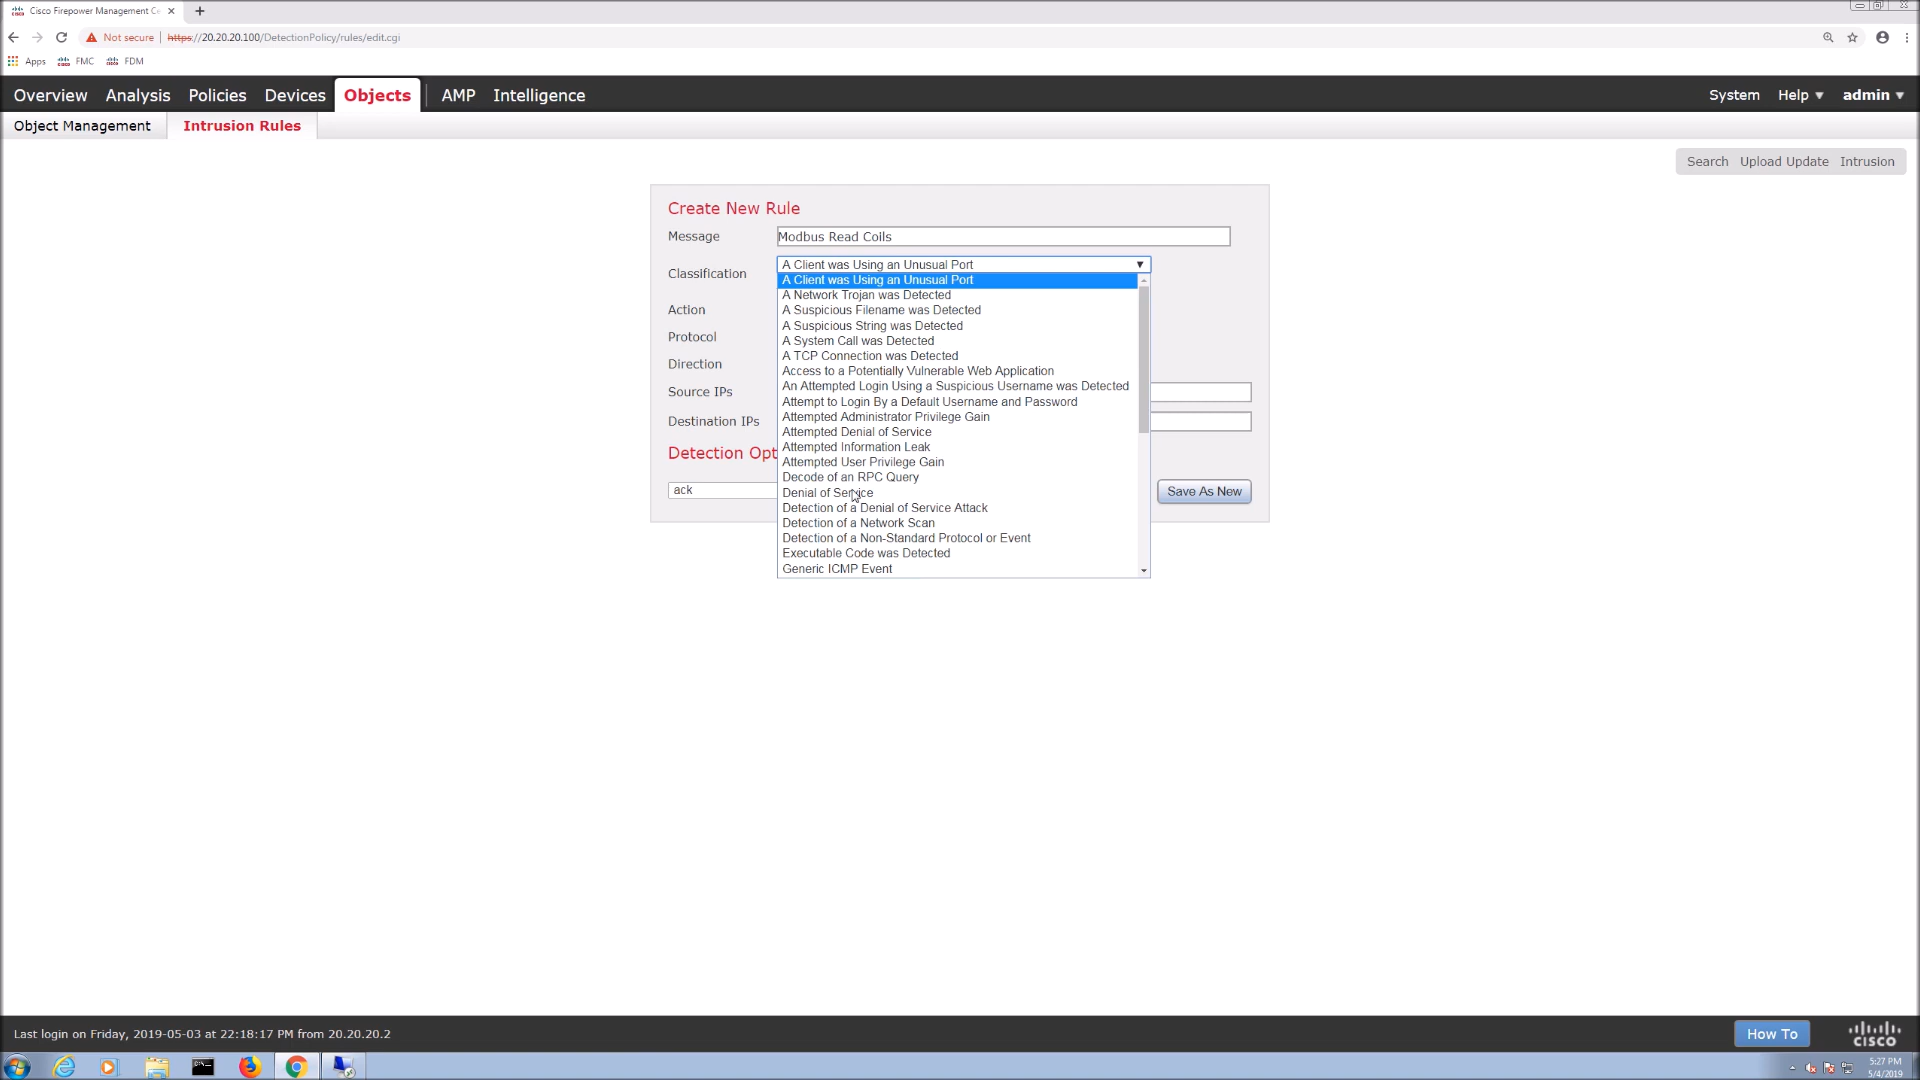 Cisco Firepower Management Ce
Not secure | https://20.20.20.100/DetectionPolicy/rules/edit.cgi
Apps FMC FDM
Overview Analysis Policies Devices Objects AMP Intelligence System Help admin
Object Management Intrusion Rules
Search Upload Update Intrusion
Create New Rule
Message Modbus Read Coils
Classification A Client was Using an Unusual Port
A Client was Using an Unusual Port
A Network Trojan was Detected
A Suspicious Filename was Detected
A Suspicious String was Detected
A System Call was Detected
A TCP Connection was Detected
Access to a Potentially Vulnerable Web Application
An Attempted Login Using a Suspicious Username was Detected
Attempt to Login By a Default Username and Password
Attempted Administrator Privilege Gain
Attempted Denial of Service
Attempted Information Leak
Attempted User Privilege Gain
Decode of an RPC Query
Denial of Service
Detection of a Denial of Service Attack
Detection of a Network Scan
Detection of a Non-Standard Protocol or Event
Executable Code was Detected
Generic ICMP Event
Action
Protocol
Direction
Source IPs
Destination IPs
Detection Opt
ack
Save As New
Last login on Friday, 2019-05-03 at 22:18:17 PM from 20.20.20.2
How To
cisco
5:27 PM
5/4/2019